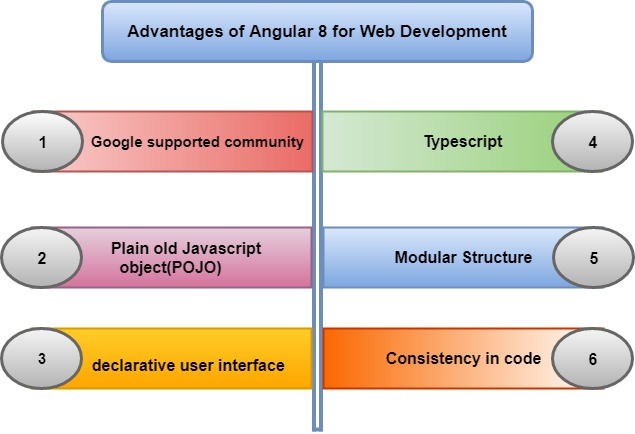 Advantages of Angular 8 for Web Development
1
Google supported community
2
Plain old Javascript
object(POJO)
3
declarative user interface
Typescript
4
Modular Structure
5
Consistency in code
6